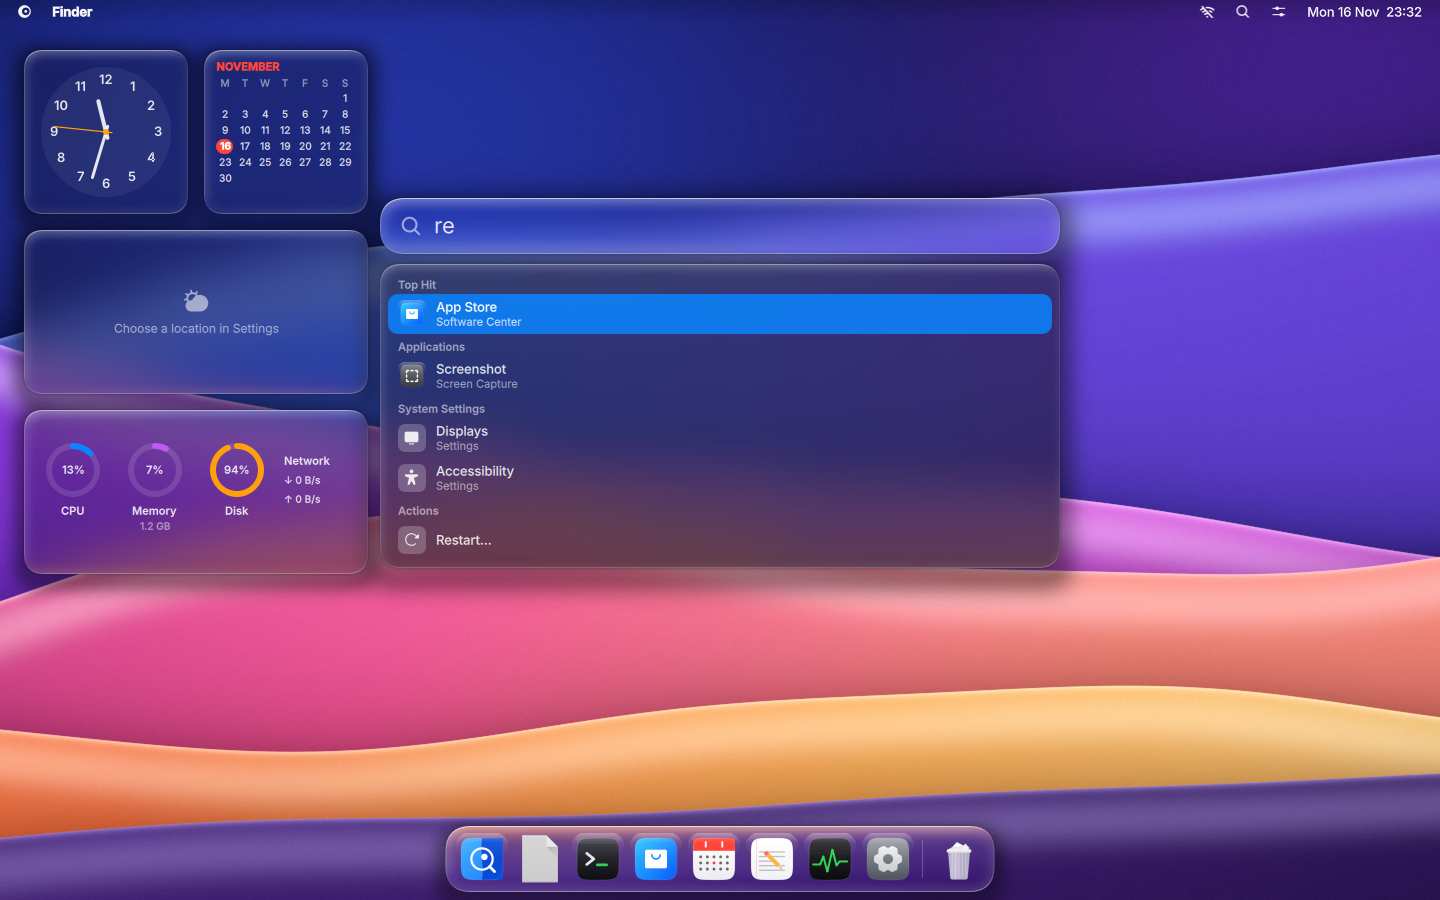 Finder
Mon 16 Nov 23:32
12
11 1
10 2
9 3
8 4
7 5
6
NOVEMBER
M T W T F S S
1
2 3 4 5 6 7 8
9 10 11 12 13 14 15
16 17 18 19 20 21 22
23 24 25 26 27 28 29
30
re
Choose a location in Settings
Top Hit
App Store
Software Center
Applications
Screenshot
Screen Capture
System Settings
Displays
Settings
Accessibility
Settings
Actions
Restart...
13% 7% 94%
CPU Memory Disk
1.2 GB
Network
↓ 0 B/s
↑ 0 B/s